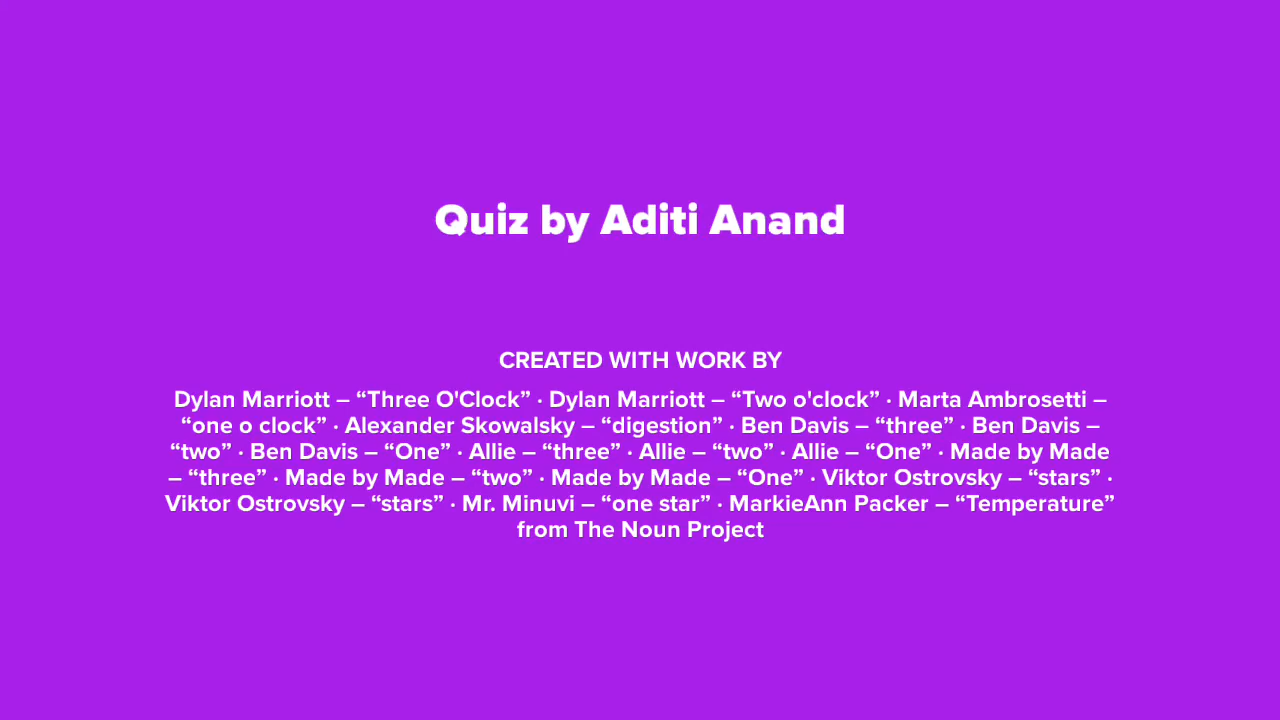 Quiz by Aditi Anand
CREATED WITH WORK BY
Dylan Marriott – “Three O'Clock” · Dylan Marriott – “Two o'clock” · Marta Ambrosetti –
“one o clock” · Alexander Skowalsky – “digestion” · Ben Davis – “three” · Ben Davis –
“two” · Ben Davis – “One” · Allie – “three” · Allie – “two” · Allie – “One” · Made by Made
– “three” · Made by Made – “two” · Made by Made – “One” · Viktor Ostrovsky – “stars” ·
Viktor Ostrovsky – “stars” · Mr. Minuvi – “one star” · MarkieAnn Packer – “Temperature”
from The Noun Project